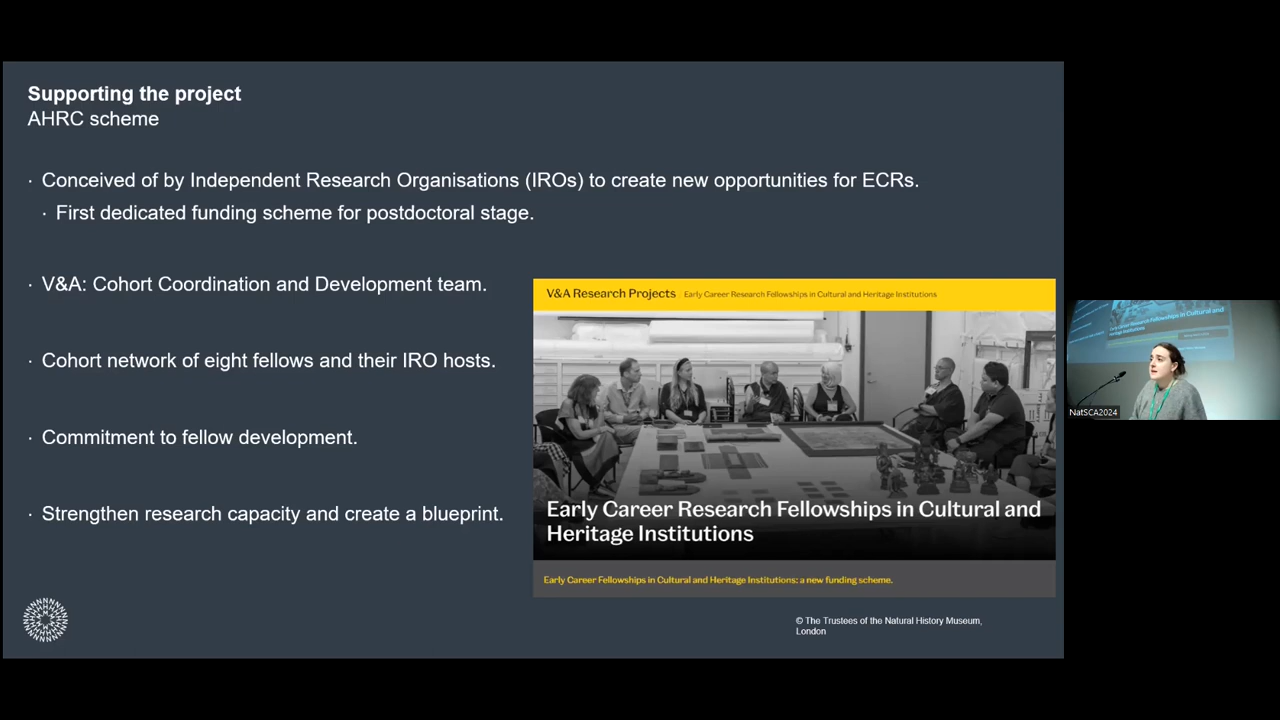 Supporting the project
AHRC scheme
· Conceived of by Independent Research Organisations (IROs) to create new opportunities for ECRs.
· First dedicated funding scheme for postdoctoral stage.
· V&A: Cohort Coordination and Development team.
· Cohort network of eight fellows and their IRO hosts.
· Commitment to fellow development.
· Strengthen research capacity and create a blueprint.
V&A Research Projects Early Career Research Fellowships in Cultural and Heritage Institutions
Early Career Research Fellowships in Cultural and
Heritage Institutions
Early Career Fellowships in Cultural and Heritage Institutions: a new funding scheme.
© The Trustees of the Natural History Museum,
London
NatSCA2024